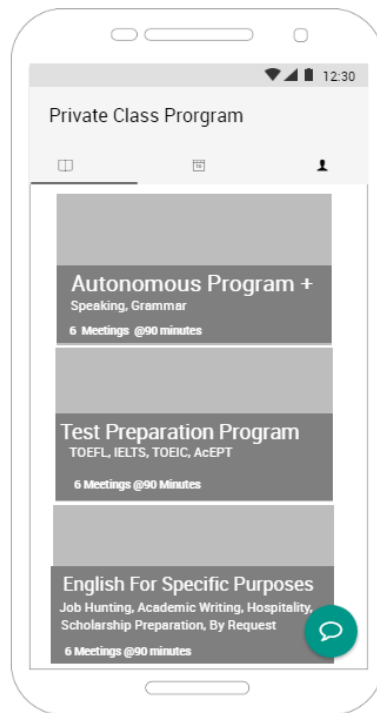 12:30
Private Class Prorgram
Autonomous Program +
Speaking, Grammar
6 Meetings @90 minutes
Test Preparation Program
TOEFL, IELTS, TOEIC, AcEPT
6 Meetings @90 Minutes
English For Specific Purposes
Job Hunting, Academic Writing, Hospitality,
Scholarship Preparation, By Request
6 Meetings @90 minutes